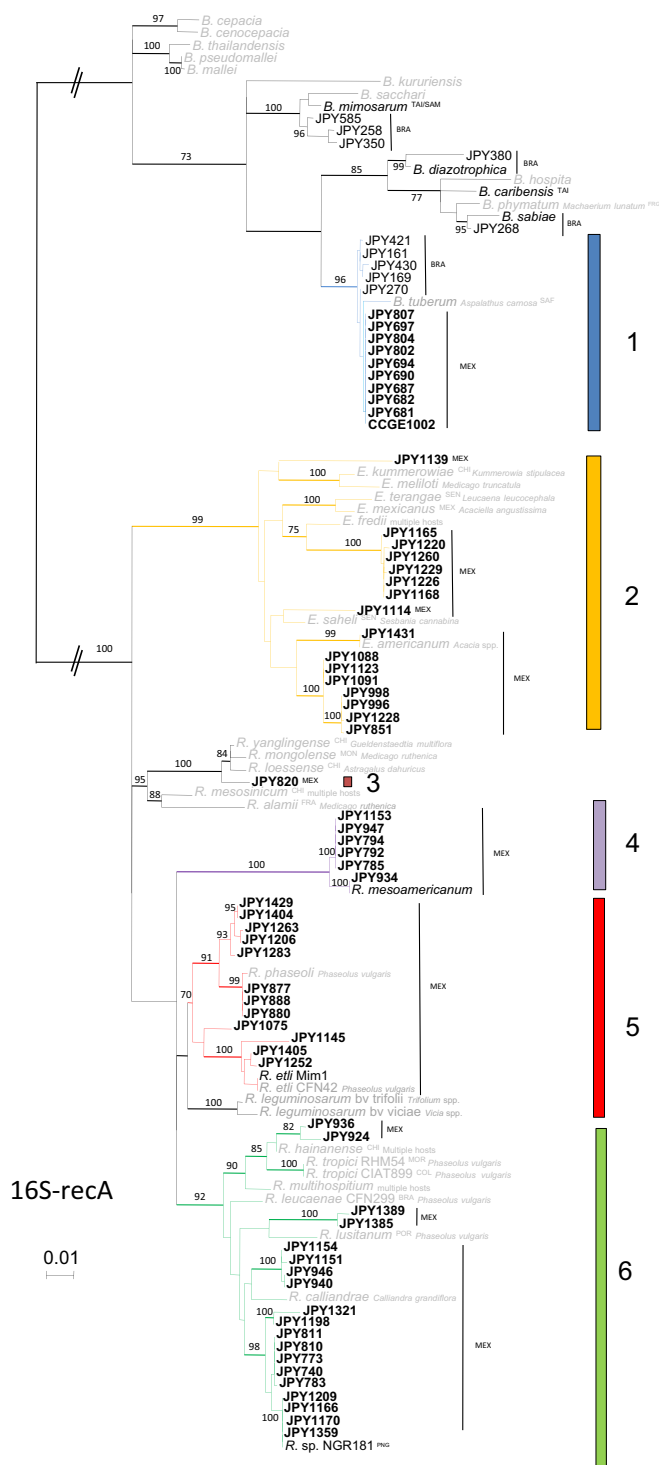 97
B. cepacia
B. cenocepacia
100
B. thailandensis
B. pseudomallei
100
B. mallei
B. kururiensis
B. sacchari
100
B. mimosarum TAI/SAM
JPY585
96
JPY258
BRA
JPY350
73
JPY380
BRA
99
B. diazotrophica
85
B. hospita
77
B. caribensis TAI
B. phymatum Machaerium lunatum FRG
B. sabiae
95
JPY268
BRA
JPY421
JPY161
JPY430
BRA
JPY169
96
JPY270
B. tuberum Aspalathus carnosa SAF
JPY807
JPY697
JPY804
JPY802
JPY694
MEX
JPY690
JPY687
JPY682
JPY681
CCGE1002
1
JPY1139 MEX
100
E. kummerowiae CHI Kummerowia stipulacea
E. meliloti Medicago truncatula
E. terangae SEN Leucaena leucocephala
100
E. mexicanus MEX Acaciella angustissima
99
75
E. fredii multiple hosts
JPY1165
100
JPY1220
JPY1260
MEX
JPY1229
JPY1226
JPY1168
2
JPY1114 MEX
E. saheli SEN Sesbania cannabina
JPY1431
99
E. americanum Acacia spp.
JPY1088
JPY1123
JPY1091
MEX
100
JPY998
JPY996
JPY1228
100
JPY851
100
R. yanglingense CHI Gueldenstaedtia multiflora
84
R. mongolense MON Medicago ruthenica
100
R. loessense CHI Astragalus dahuricus
JPY820 MEX
3
95
R. mesosinicum CHI multiple hosts
88
R. alamii FRA Medicago ruthenica
JPY1153
JPY947
JPY794
100
JPY792
MEX
JPY785
100
JPY934
100
R. mesoamericanum
4
JPY1429
95
JPY1404
93
JPY1263
JPY1206
JPY1283
91
R. phaseoli Phaseolus vulgaris
99
JPY877
MEX
JPY888
70
JPY880
JPY1075
JPY1145
100
JPY1405
JPY1252
R. etli Mim1
R. etli CFN42 Phaseolus vulgaris
R. leguminosarum bv trifolii Trifolium spp.
100
R. leguminosarum bv viciae Vicia spp.
5
JPY936
82
MEX
JPY924
85
R. hainanense CHI Multiple hosts
90
R. tropici RHM54 MOR Phaseolus vulgaris
100
R. tropici CIAT899 COL Phaseolus vulgaris
R. multihospitium multiple hosts
92
R. leucaenae CFN299 BRA Phaseolus vulgaris
100
JPY1389
MEX
JPY1385
R. lusitanum POR Phaseolus vulgaris
JPY1154
100
JPY1151
JPY946
JPY940
R. calliandrae Calliandra grandiflora
100
JPY1321
JPY1198
MEX
JPY811
98
JPY810
JPY773
JPY740
JPY783
JPY1209
JPY1166
100
JPY1170
JPY1359
R. sp. NGR181 PNG
6
16S-recA
0.01